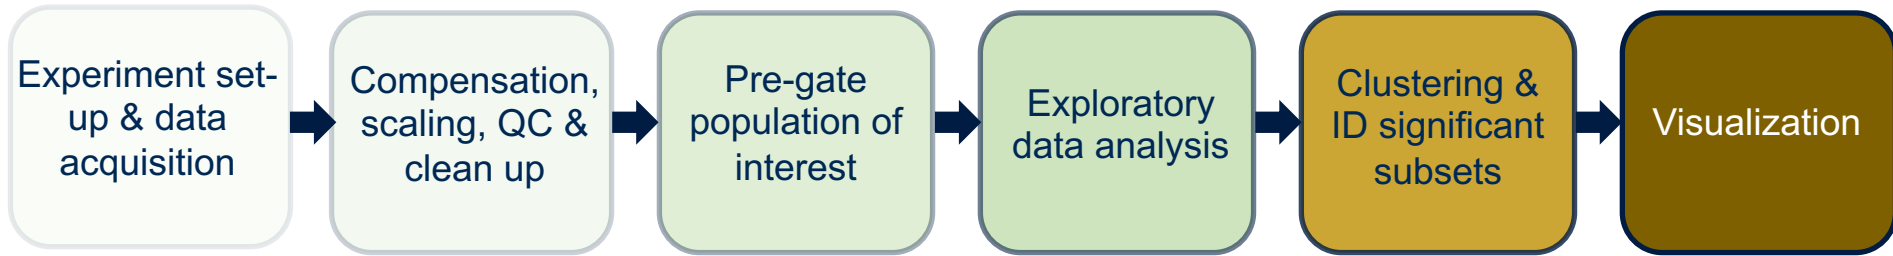 Experiment set-
up & data
acquisition
Compensation,
scaling, QC &
clean up
Pre-gate
population of
interest
Exploratory
data analysis
Clustering &
ID significant
subsets
Visualization